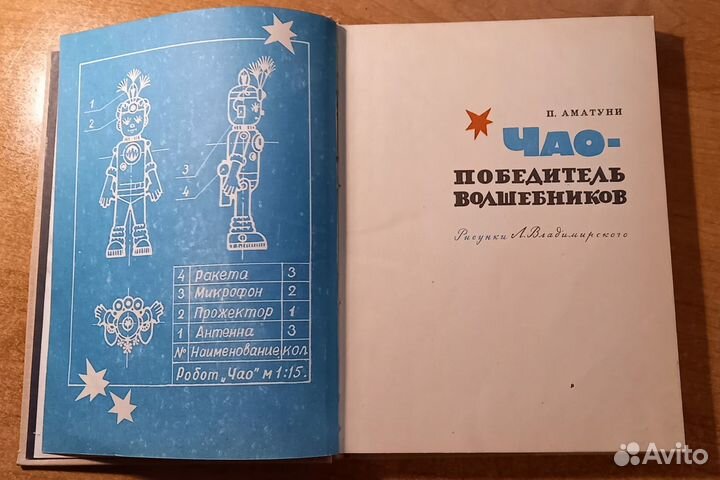 1
2
3
4
4 Ракета 3
3 Микрофон 2
2 Прожектор 1
1 Антенна 3
№ Наименование кол.
Робот „Чао" м 1:15.
П. АМАТУНИ
ЧАО-
ПОБЕДИТЕЛЬ
ВОЛШЕБНИКОВ
Рисунки Л. Владимирского
Avito